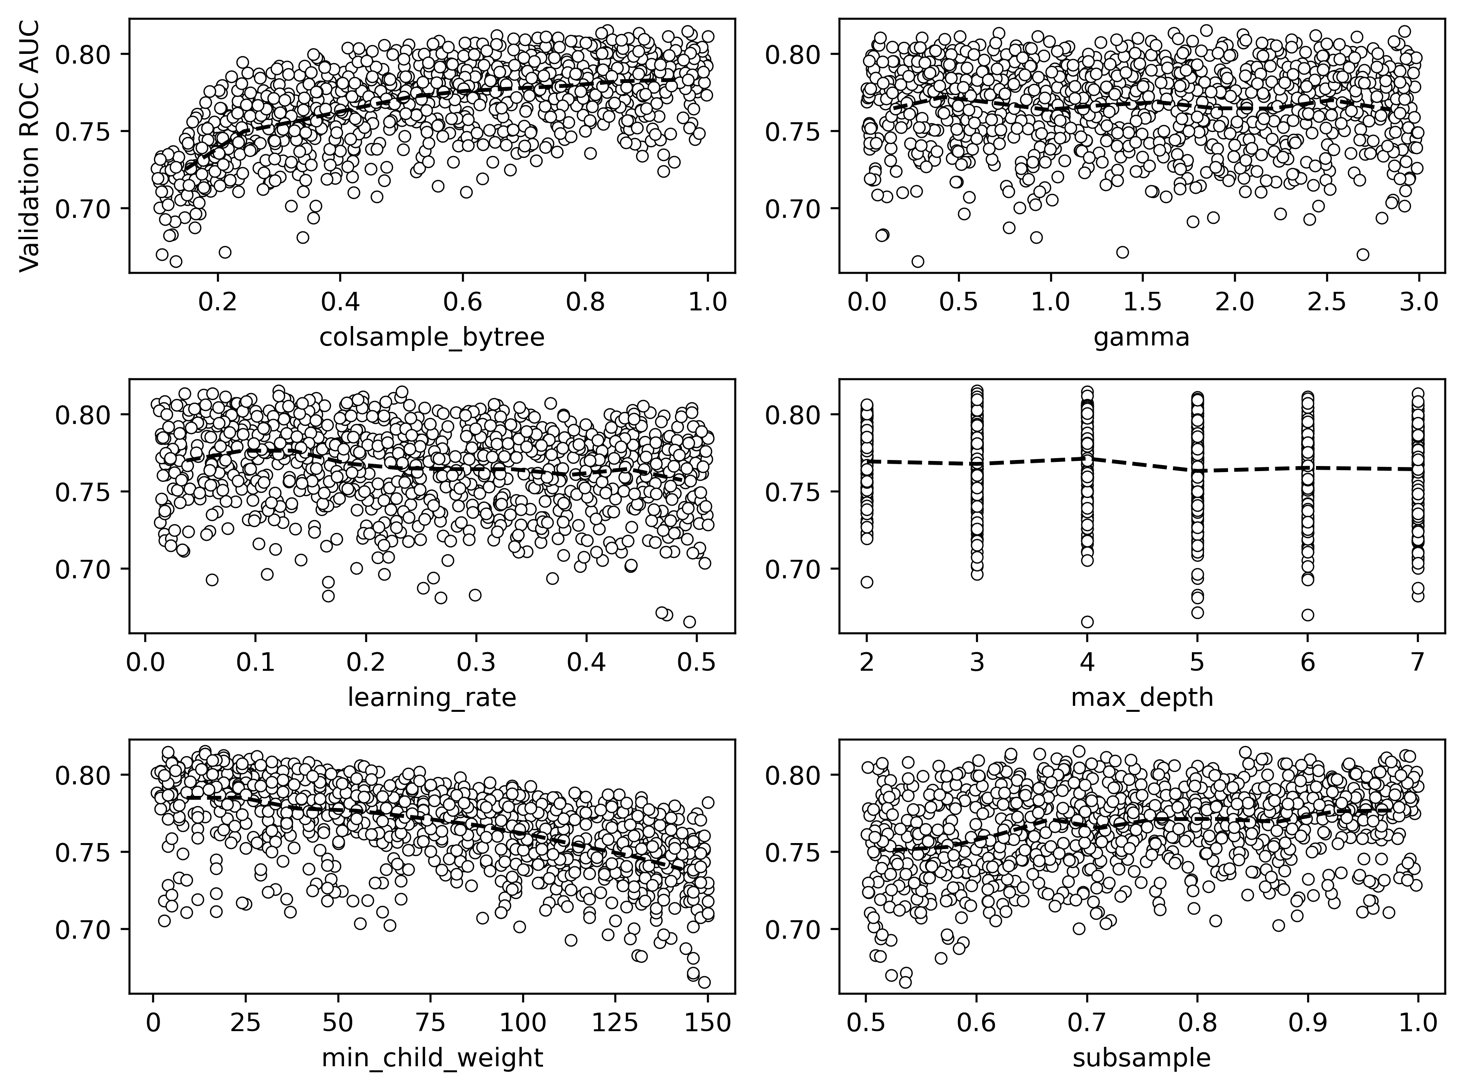 Validation ROC AUC
0.80
0.75
0.70
0.2 0.4 0.6 0.8 1.0
colsample_bytree
0.80
0.75
0.70
0.0 0.5 1.0 1.5 2.0 2.5 3.0
gamma
0.80
0.75
0.70
0.0 0.1 0.2 0.3 0.4 0.5
learning_rate
0.80
0.75
0.70
2 3 4 5 6 7
max_depth
0.80
0.75
0.70
0 25 50 75 100 125 150
min_child_weight
0.80
0.75
0.70
0.5 0.6 0.7 0.8 0.9 1.0
subsample